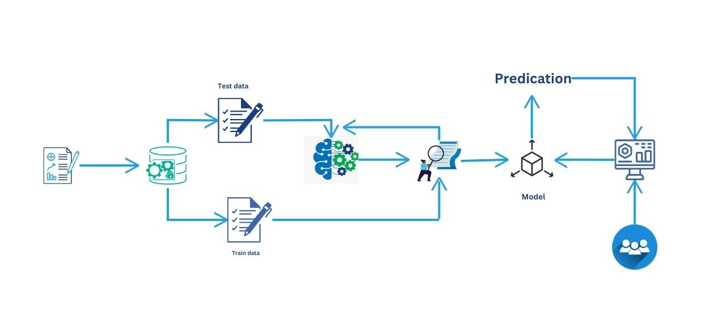 Predication
Test data
Model
Train data